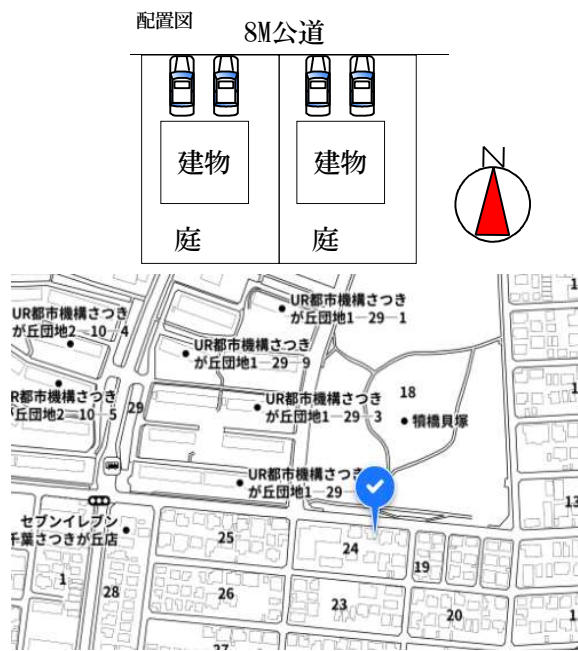 配置図
8M公道
建物
建物
庭
庭
N
UR都市機構さつき
が丘団地1―29―1
UR都市機構さつき
が丘団地2―10―4
UR都市機構さつき
が丘団地1―29―9
18
R都市機構さつき
が丘団地2―10―5
29
UR都市機構さつき
が丘団地1―29―3
犢橋貝塚
UR都市機構さつき
が丘団地1―29
セブンイレブン
千葉さつきが丘店
25
24
13
19
1
28
26
23
20
27